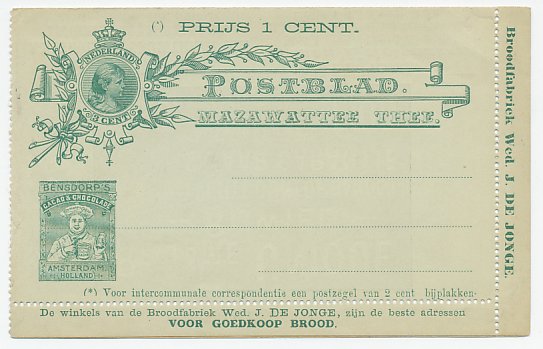 (*) PRIJS 1 CENT.
NEDERLAND
3 CENT
POSTBLAD.
MAZAWATTEE THEE.
BENSDORP'S
CACAO & CHOCOLADE
AMSTERDAM
HOLLAND
(*) Voor intercommunale correspondentie een postzegel van 2 cent bijplakken
De winkels van de Broodfabriek Wed. J. DE JONGE, zijn de beste adressen
VOOR GOEDKOOP BROOD.
Broodfabriek Wed. J. DE JONGE.